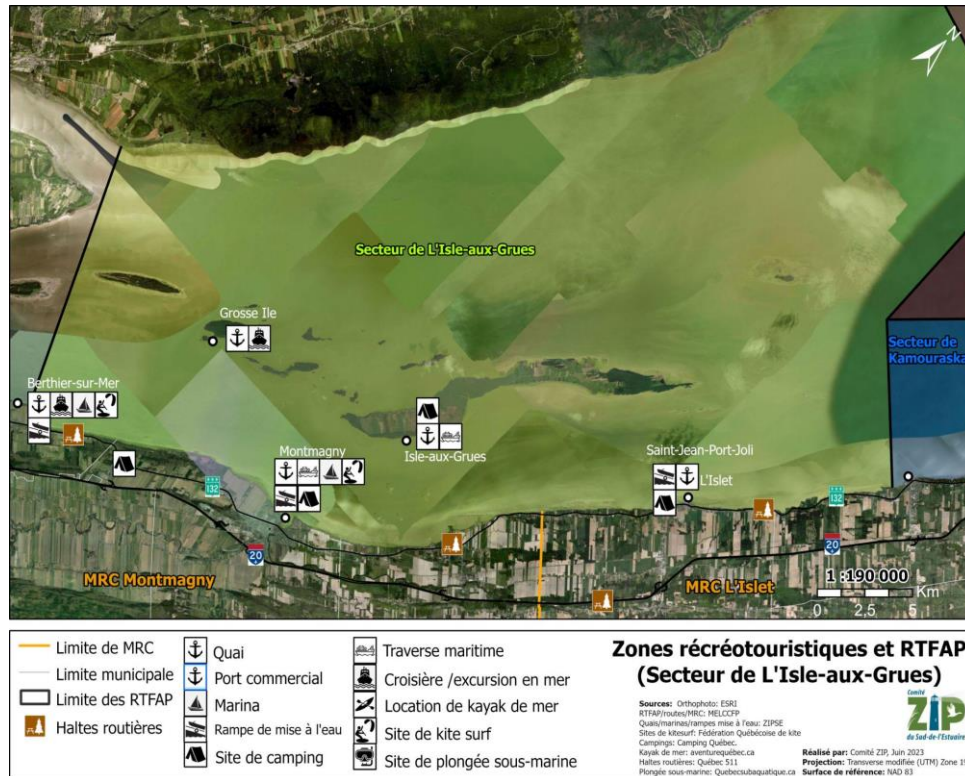 N
Secteur de L'Isle-aux-Grues
Grosse Ile
Secteur de
Kamouraska
Berthier-sur-Mer
Montmagny
Isle-aux-Grues
Saint-Jean-Port-Joli
L'Islet
132
132
20
20
MRC Montmagny
MRC L'Islet
1 :190 000
0 2,5 5 Km
Limite de MRC
Limite municipale
Limite des RTFAP
Haltes routières
Quai
Port commercial
Marina
Rampe de mise à l'eau
Site de camping
Traverse maritime
Croisière /excursion en mer
Location de kayak de mer
Site de kite surf
Site de plongée sous-marine
Zones récréotouristiques et RTFAP
(Secteur de L'Isle-aux-Grues)
Sources: Orthophoto: ESRI
RTFAP/routes/MRC: MELCCFP
Quais/marinas/rampes mise à l'eau: ZIPSE
Sites de kitesurf: Fédération Québécoise de kite
Campings: Camping Québec.
Kayak de mer: aventurequébec.ca
Haltes routières: Québec 511
Plongée sous-marine: Quebecsubaquatique.ca
Réalisé par: Comité ZIP, Juin 2023
Projection: Transverse modifiée (UTM) Zone 19
Surface de référence: NAD 83
Comité
ZIP
du Sud-de-l'Estuaire